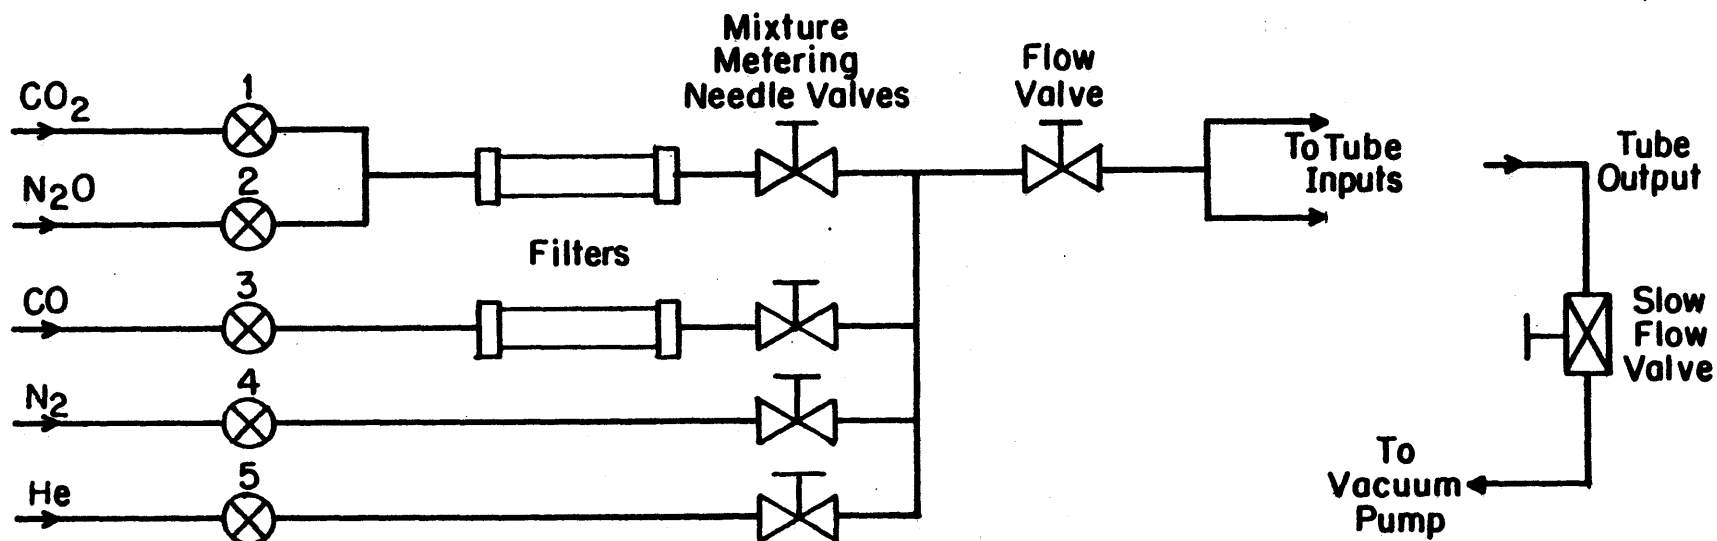 Mixture
Metering
Needle Valves
Flow
Valve
CO2
1
N2O
2
Filters
CO
3
N2
4
He
5
To Tube
Inputs
Tube
Output
Slow
Flow
Valve
To
Vacuum
Pump